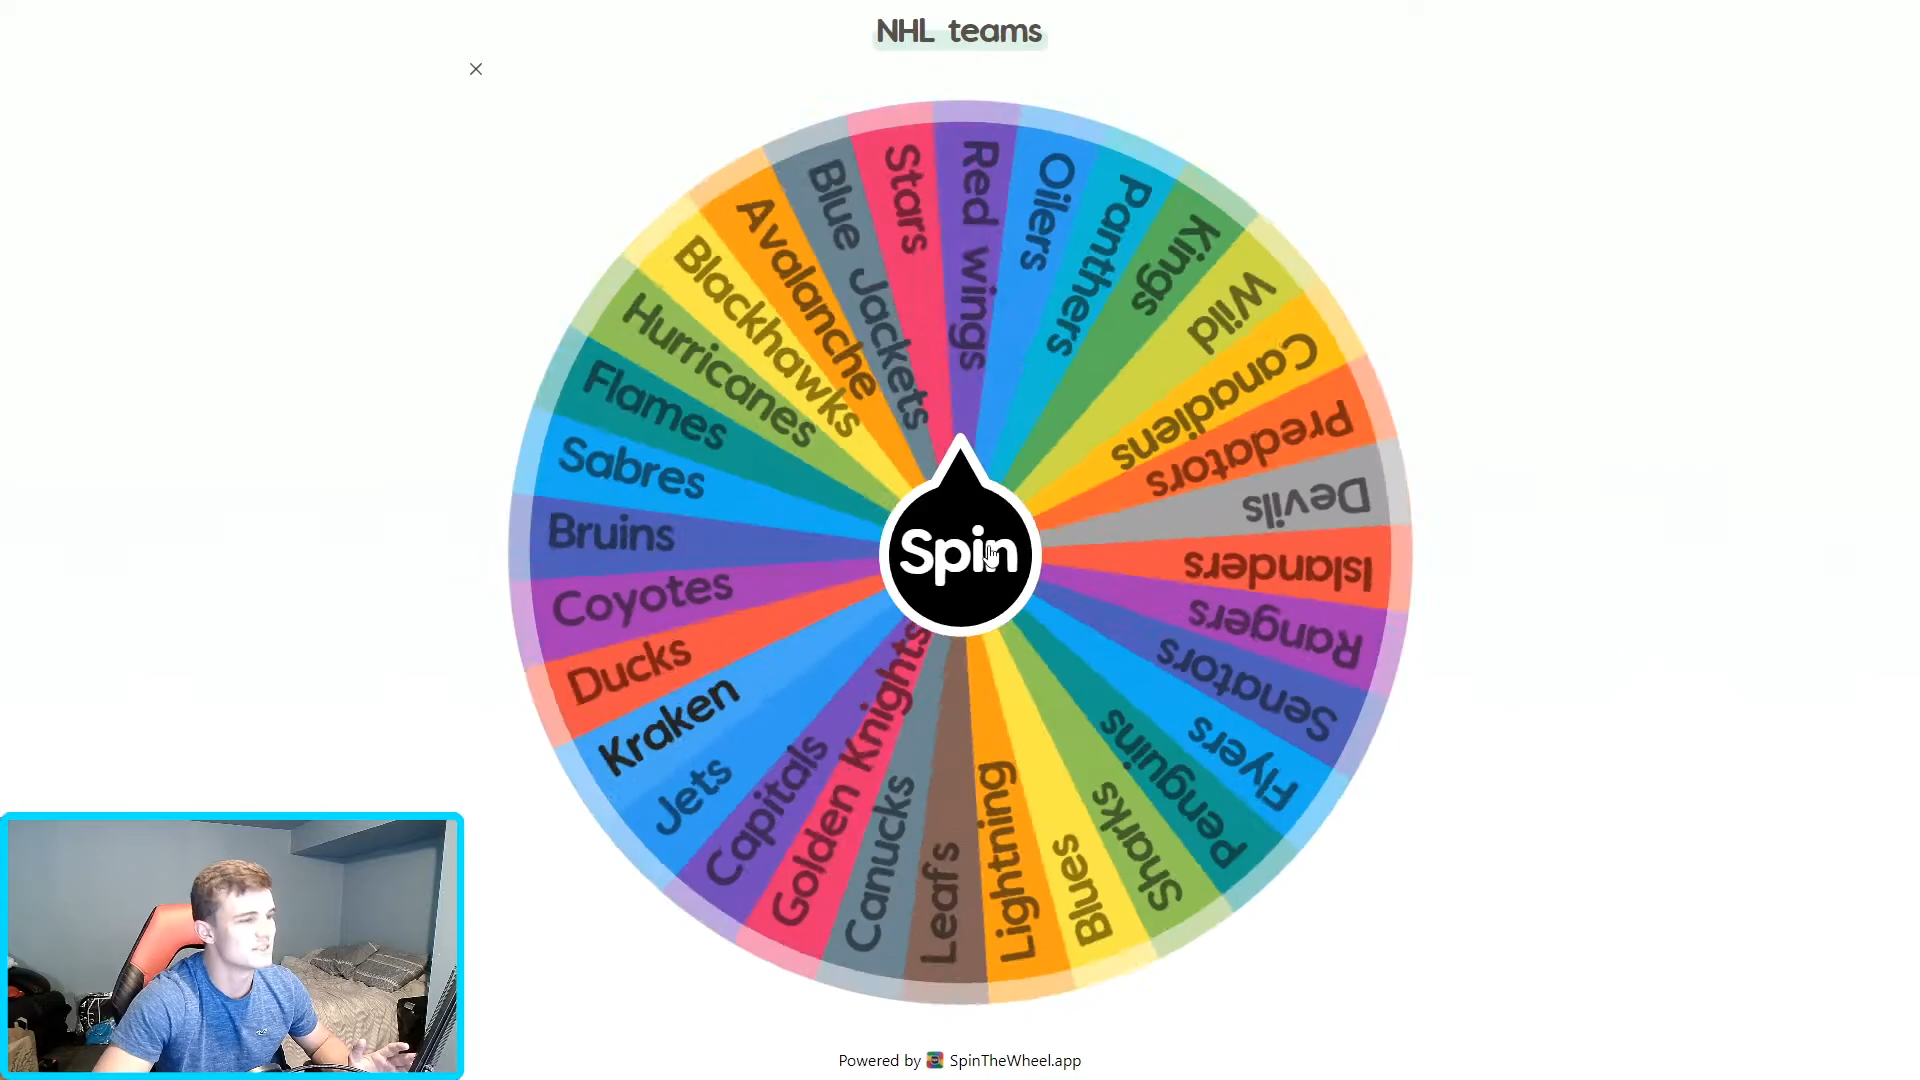 NHL teams
Stars
Red wings
Oilers
Panthers
Kings
Wild
Canadiens
Predators
Devils
Islanders
Rangers
Senators
Flyers
Penguins
Sharks
Blues
Lightning
Leafs
Canucks
Golden Knights
Capitals
Jets
Kraken
Ducks
Coyotes
Bruins
Sabres
Flames
Hurricanes
Blackhawks
Avalanche
Blue Jackets
Spin
Powered by SpinTheWheel.app